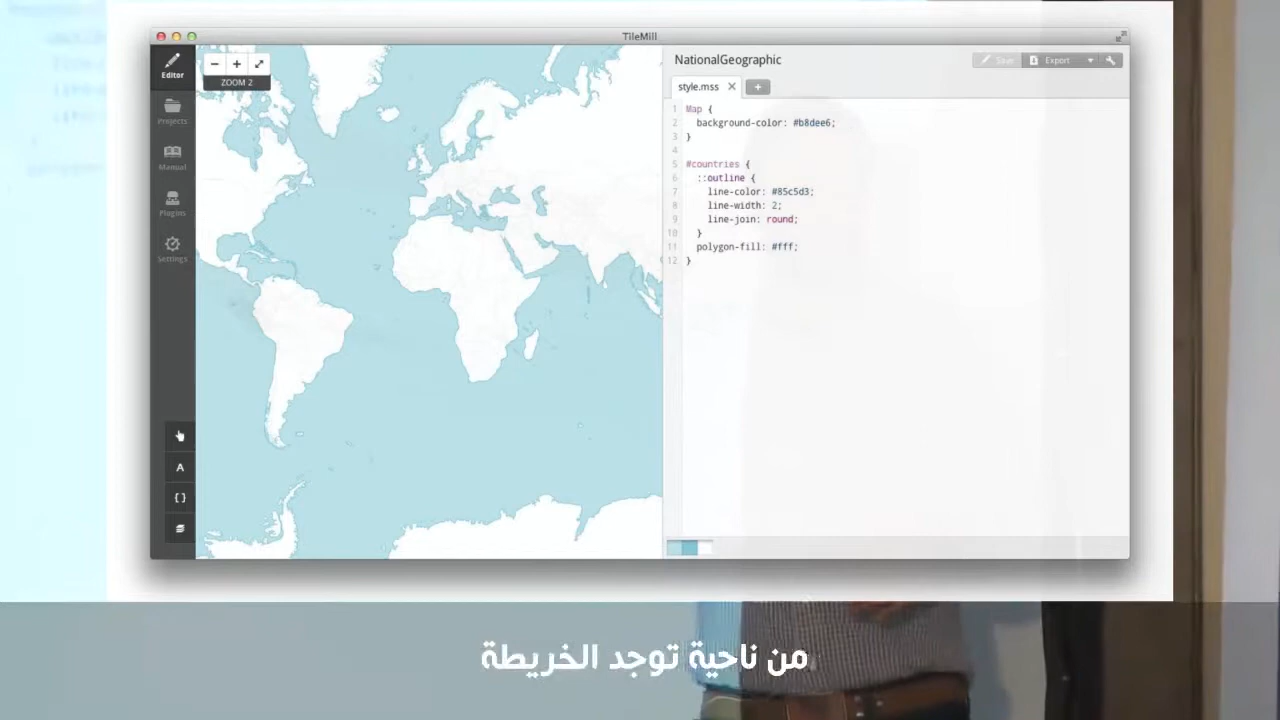 TileMill
Editor
Projects
Manual
Plugins
Settings
ZOOM 2
A
{ }
NationalGeographic
Save
Export
style.mss
1 Map {
2 background-color: #b8dee6;
3 }
4
5 #countries {
6 ::outline {
7 line-color: #85c5d3;
8 line-width: 2;
9 line-join: round;
10 }
11 polygon-fill: #fff;
12 }
من ناحية توجد الخريطة